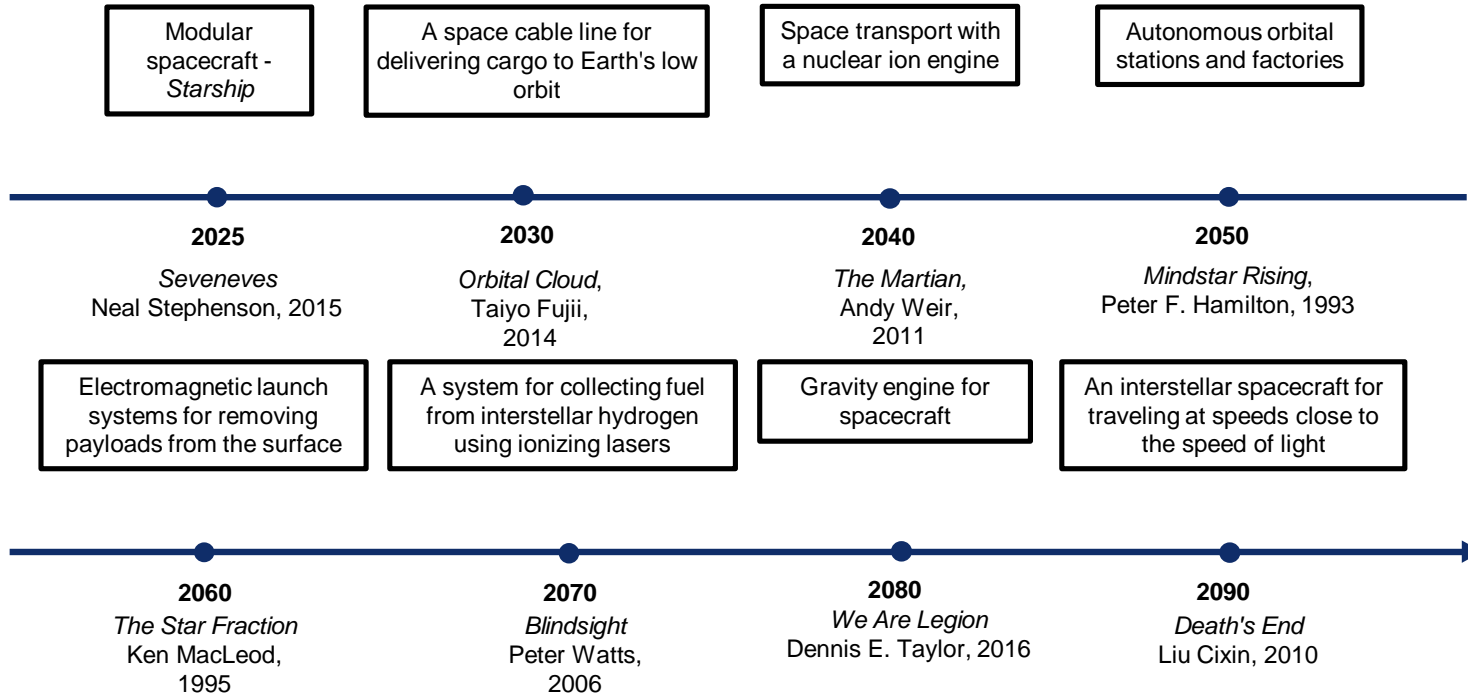 Modular
spacecraft -
Starship
A space cable line for
delivering cargo to Earth's low
orbit
Space transport with
a nuclear ion engine
Autonomous orbital
stations and factories
2025
Seveneves
Neal Stephenson, 2015
2030
Orbital Cloud,
Taiyo Fujii,
2014
2040
The Martian,
Andy Weir,
2011
2050
Mindstar Rising,
Peter F. Hamilton, 1993
Electromagnetic launch
systems for removing
payloads from the surface
A system for collecting fuel
from interstellar hydrogen
using ionizing lasers
Gravity engine for
spacecraft
An interstellar spacecraft for
traveling at speeds close to
the speed of light
2060
The Star Fraction
Ken MacLeod,
1995
2070
Blindsight
Peter Watts,
2006
2080
We Are Legion
Dennis E. Taylor, 2016
2090
Death's End
Liu Cixin, 2010